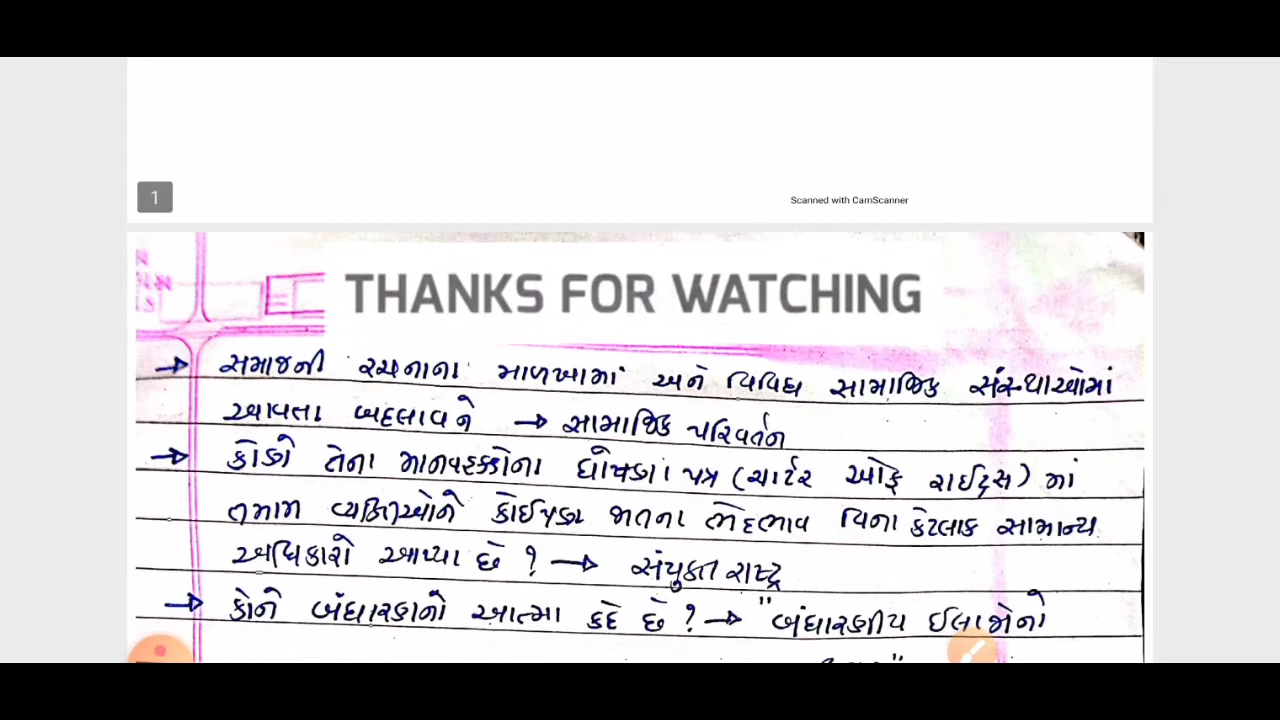 1
Scanned with CamScanner
THANKS FOR WATCHING
→ સમાજની રચનાના માળખામાં અને વિવિધ સામાજિક સંસ્થાઓમાં
આવતા બદલાવને → સામાજિક પરિવર્તન
→ કોણે તેના માનવહક્કોના ઘોષણા પત્ર (ચાર્ટર ઓફ રાઈટ્સ) માં
તમામ વ્યક્તિઓને કોઈપણ જાતના ભેદભાવ વિના કેટલાક સામાન્ય
અધિકારો આપ્યા છે ? → સંયુક્ત રાષ્ટ્ર
→ કોને બંધારણનો આત્મા કહે છે ? → "બંધારણીય ઈલાજોનો